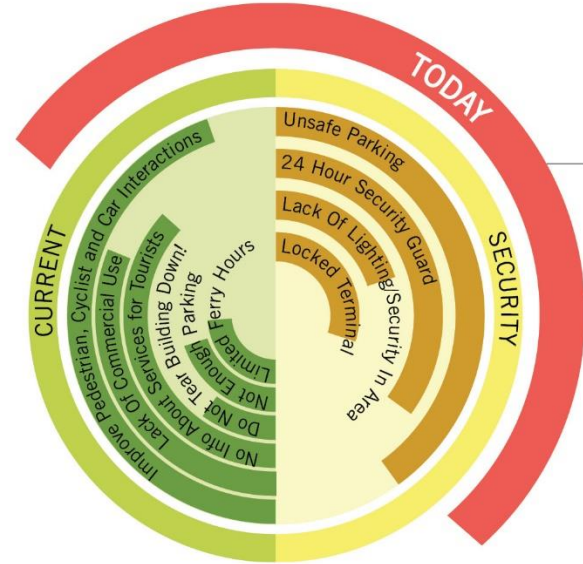 TODAY
CURRENT
SECURITY
Improve Pedestrian, Cyclist and Car Interactions
Lack Of Commercial Use
No Info About Services for Tourists
Do Not Tear Building Down!
Not Enough Parking
Limited Ferry Hours
Unsafe Parking
24 Hour Security Guard
Lack Of Lighting/Security In Area
Locked Terminal